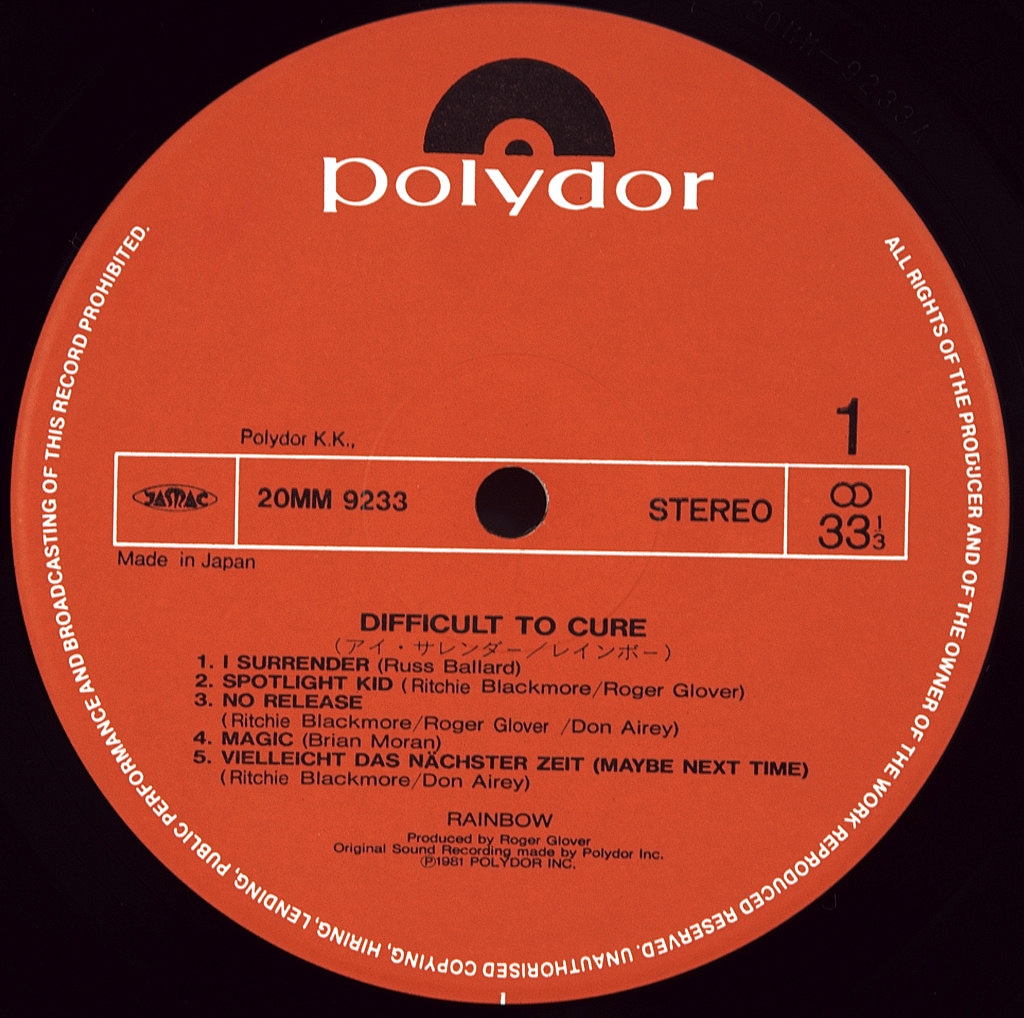 polydor
ALL RIGHTS OF THE PRODUCER AND OF THE OWNER OF THE WORK REPRODUCED RESERVED. UNAUTHORISED COPYING, HIRING, LENDING, PUBLIC PERFORMANCE AND BROADCASTING OF THIS RECORD PROHIBITED.
1
Polydor K.K.,
JASRAC
20MM 9233
STEREO
33 1/3
Made in Japan
DIFFICULT TO CURE
(アイ・サレンダー/レインボー)
1. I SURRENDER (Russ Ballard)
2. SPOTLIGHT KID (Ritchie Blackmore/Roger Glover)
3. NO RELEASE
(Ritchie Blackmore/Roger Glover /Don Airey)
4. MAGIC (Brian Moran)
5. VIELLEICHT DAS NÄCHSTER ZEIT (MAYBE NEXT TIME)
(Ritchie Blackmore/Don Airey)
RAINBOW
Produced by Roger Glover
Original Sound Recording made by Polydor Inc.
Ⓟ1981 POLYDOR INC.